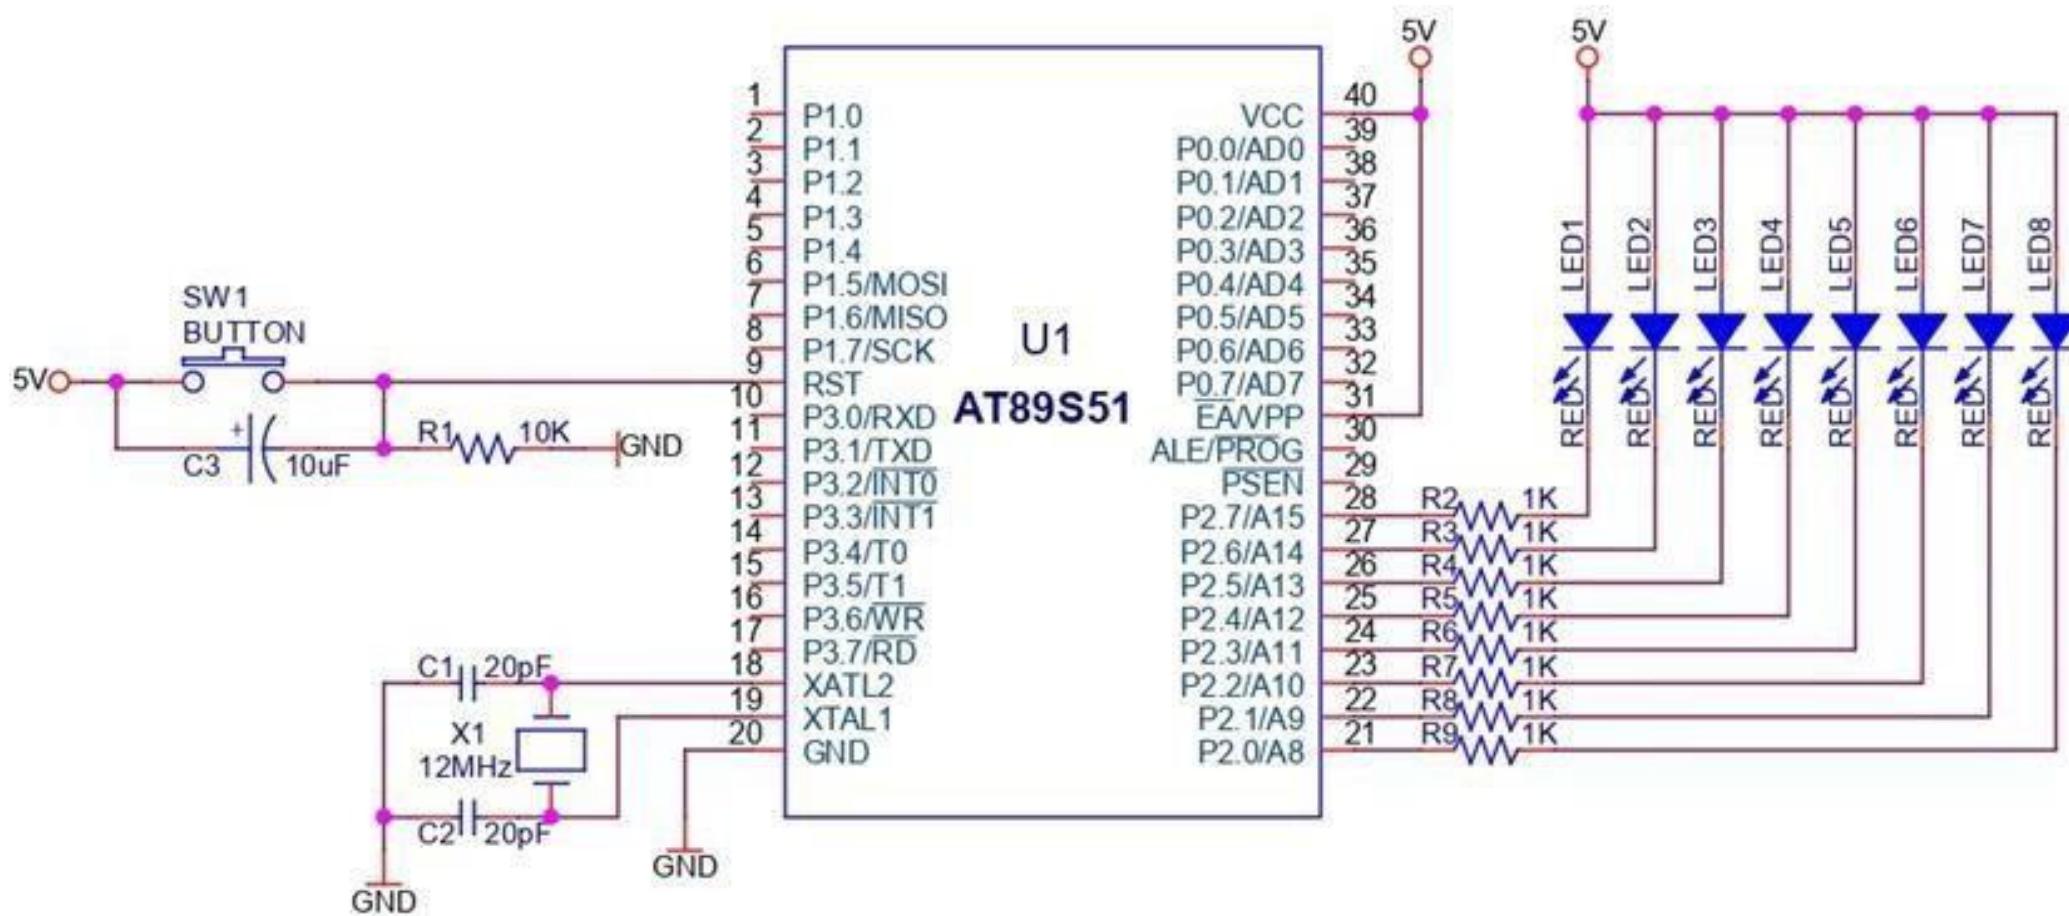 5V
5V
1
P1.0
2
P1.1
3
P1.2
4
P1.3
5
P1.4
6
P1.5/MOSI
7
P1.6/MISO
8
P1.7/SCK
9
RST
10
P3.0/RXD
11
P3.1/TXD
12
P3.2/INT0
13
P3.3/INT1
14
P3.4/T0
15
P3.5/T1
16
P3.6/WR
17
P3.7/RD
18
XATL2
19
XTAL1
20
GND
U1
AT89S51
40
VCC
39
P0.0/AD0
38
P0.1/AD1
37
P0.2/AD2
36
P0.3/AD3
35
P0.4/AD4
34
P0.5/AD5
33
P0.6/AD6
32
P0.7/AD7
31
EA/VPP
30
ALE/PROG
29
PSEN
28
P2.7/A15
27
P2.6/A14
26
P2.5/A13
25
P2.4/A12
24
P2.3/A11
23
P2.2/A10
22
P2.1/A9
21
P2.0/A8
SW1
BUTTON
5V
C3
10uF
R1
10K
GND
C1
20pF
X1
12MHz
C2
20pF
GND
GND
LED1
LED2
LED3
LED4
LED5
LED6
LED7
LED8
RED
RED
RED
RED
RED
RED
RED
RED
R2
1K
R3
1K
R4
1K
R5
1K
R6
1K
R7
1K
R8
1K
R9
1K